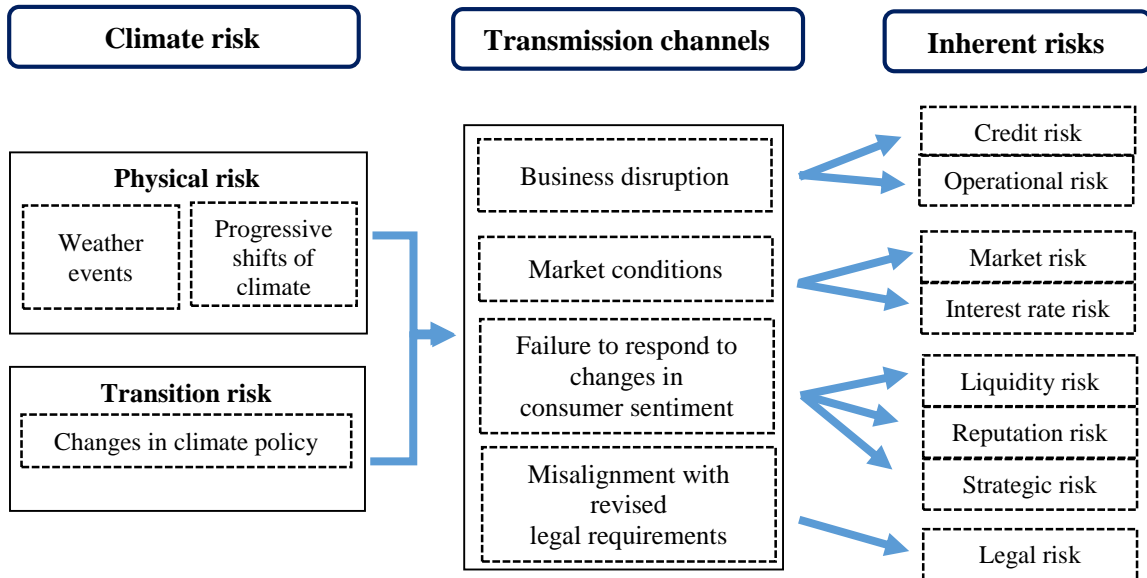 Climate risk
Transmission channels
Inherent risks
Physical risk
Weather
events
Progressive
shifts of
climate
Transition risk
Changes in climate policy
Business disruption
Market conditions
Failure to respond to
changes in
consumer sentiment
Misalignment with
revised
legal requirements
Credit risk
Operational risk
Market risk
Interest rate risk
Liquidity risk
Reputation risk
Strategic risk
Legal risk